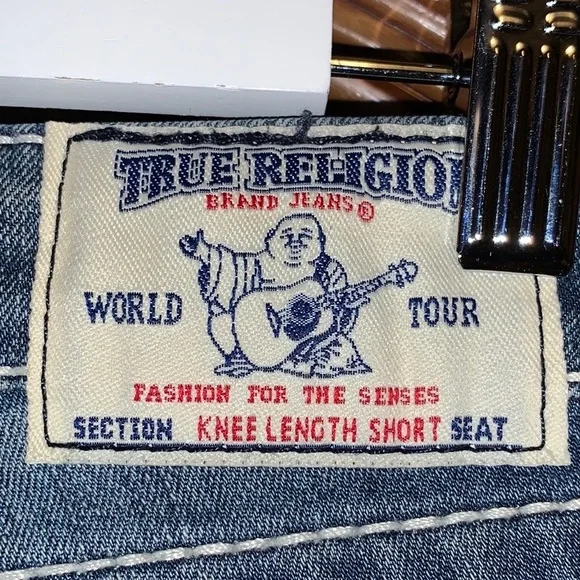 TRUE RELIGION
BRAND JEANS®
WORLD TOUR
FASHION FOR THE SENSES
SECTION KNEE LENGTH SHORT SEAT